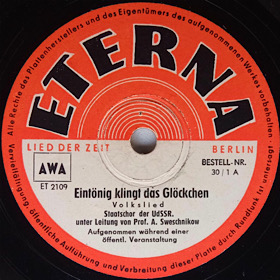 Alle Rechte des Plattenherstellers und des Eigentümers des aufgenommenen Werkes vorbehalten
ETERNA
LIED DER ZEIT
BERLIN
AWA
BESTELL-NR.
30/1 A
ET 2109
Eintönig klingt das Glöckchen
Volkslied
Staatschor der UdSSR.
unter Leitung von Prof. A. Sweschnikow
Aufgenommen während einer
öffentl. Veranstaltung
Vervielfältigung, öffentliche Aufführung und Verbreitung dieser Platte durch Rundfunk ist untersagt